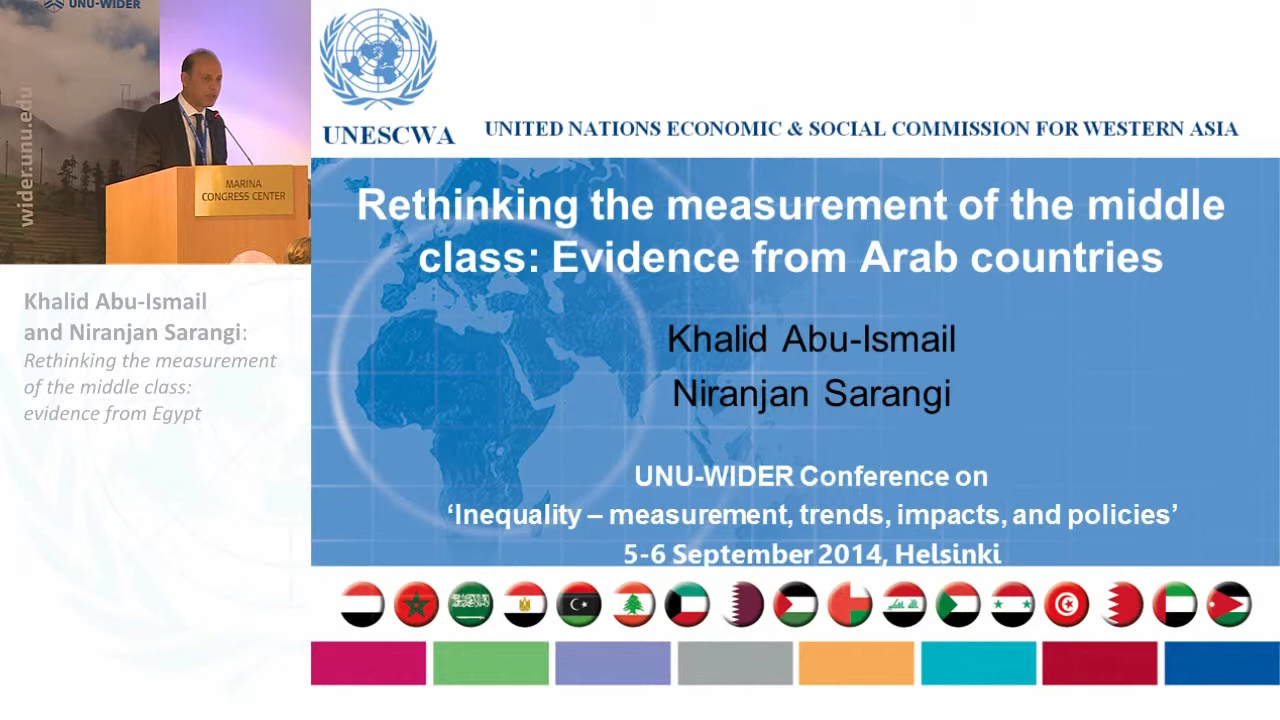 UNU-WIDER
wider.unu.edu
MARINA
CONGRESS CENTER
Khalid Abu-Ismail
and Niranjan Sarangi:
Rethinking the measurement
of the middle class:
evidence from Egypt
UNESCWA
UNITED NATIONS ECONOMIC & SOCIAL COMMISSION FOR WESTERN ASIA
Rethinking the measurement of the middle
class: Evidence from Arab countries
Khalid Abu-Ismail
Niranjan Sarangi
UNU-WIDER Conference on
‘Inequality – measurement, trends, impacts, and policies’
5-6 September 2014, Helsinki